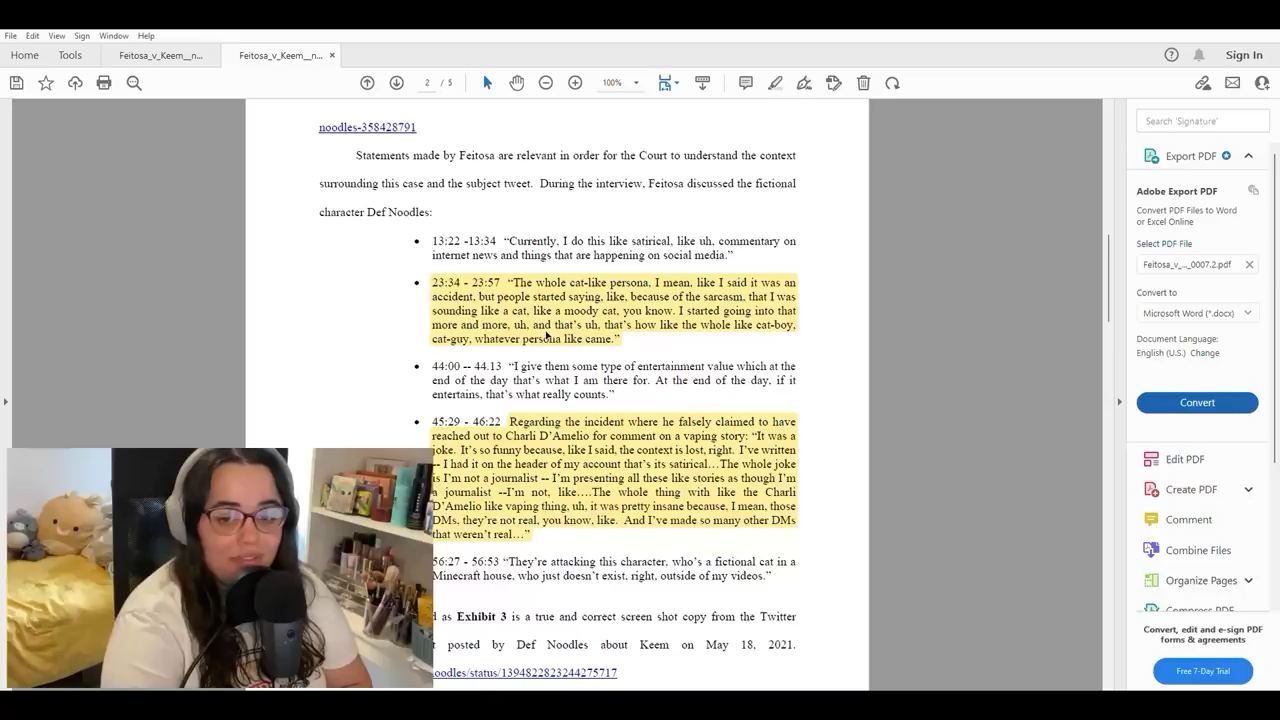 File Edit View Sign Window Help
Home Tools Feitosa_v_Keem__n... Feitosa_v_Keem__n... × Sign In
2 / 5 100%
noodles-358428791
Statements made by Feitosa are relevant in order for the Court to understand the context
surrounding this case and the subject tweet. During the interview, Feitosa discussed the fictional
character Def Noodles:
• 13:22 -13:34 “Currently, I do this like satirical, like uh, commentary on
internet news and things that are happening on social media.”
• 23:34 - 23:57 “The whole cat-like persona, I mean, like I said it was an
accident, but people started saying, like, because of the sarcasm, that I was
sounding like a cat, like a moody cat, you know. I started going into that
more and more, uh, and that’s uh, that’s how like the whole like cat-boy,
cat-guy, whatever persona like came.”
• 44:00 -- 44.13 “I give them some type of entertainment value which at the
end of the day that’s what I am there for. At the end of the day, if it
entertains, that’s what really counts.”
• 45:29 - 46:22 Regarding the incident where he falsely claimed to have
reached out to Charli D’Amelio for comment on a vaping story: “It was a
joke. It’s so funny because, like I said, the context is lost, right. I’ve written
-- I had it on the header of my account that’s its satirical…The whole joke
is I’m not a journalist -- I’m presenting all these like stories as though I’m
a journalist --I’m not, like….The whole thing with like the Charli
D’Amelio like vaping thing, uh, it was pretty insane because, I mean, those
DMs, they’re not real, you know, like. And I’ve made so many other DMs
that weren’t real…”
56:27 - 56:53 “They’re attacking this character, who’s a fictional cat in a
Minecraft house, who just doesn’t exist, right, outside of my videos.”
d as Exhibit 3 is a true and correct screen shot copy from the Twitter
t posted by Def Noodles about Keem on May 18, 2021.
oodles/status/1394822823244275717
Search 'Signature'
Export PDF
Adobe Export PDF
Convert PDF Files to Word
or Excel Online
Select PDF File
Feitosa_v_..._0007.2.pdf ×
Convert to
Microsoft Word (*.docx)
Document Language:
English (U.S.) Change
Convert
Edit PDF
Create PDF
Comment
Combine Files
Organize Pages
Compress PDF
Convert, edit and e-sign PDF
forms & agreements
Free 7-Day Trial